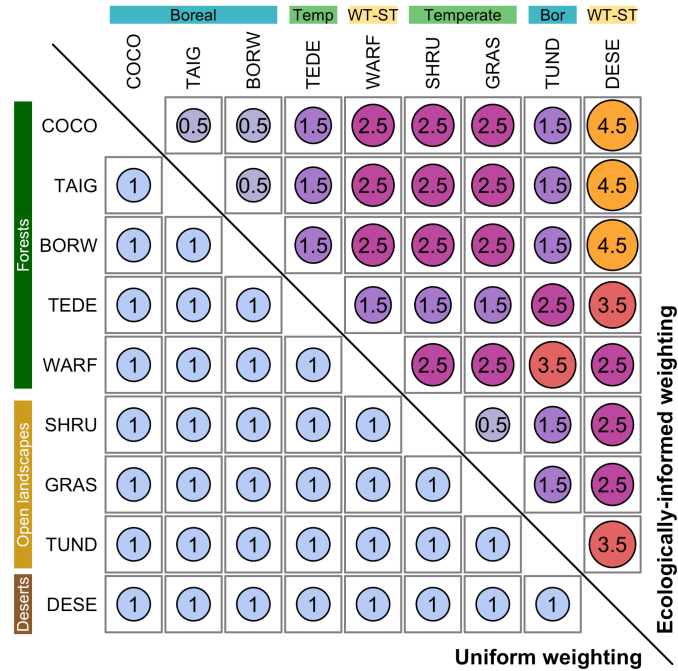 Boreal Temp WT-ST Temperate Bor WT-ST
COCO TAIG BORW TEDE WARF SHRU GRAS TUND DESE
COCO 0.5 0.5 1.5 2.5 2.5 2.5 1.5 4.5
TAIG 1 0.5 1.5 2.5 2.5 2.5 1.5 4.5
BORW 1 1 1.5 2.5 2.5 2.5 1.5 4.5
TEDE 1 1 1 1.5 1.5 1.5 2.5 3.5
WARF 1 1 1 1 2.5 2.5 3.5 2.5
SHRU 1 1 1 1 1 0.5 1.5 2.5
GRAS 1 1 1 1 1 1 1.5 2.5
TUND 1 1 1 1 1 1 1 3.5
DESE 1 1 1 1 1 1 1 1
Forests
Open landscapes
Deserts
Ecologically-informed weighting
Uniform weighting